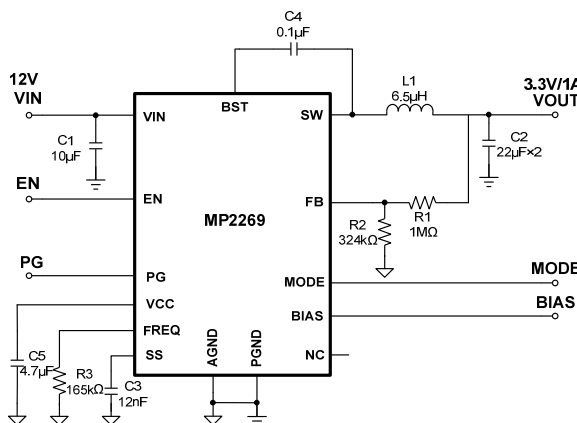 C4
0.1μF
12V
VIN
L1
6.5μH
3.3V/1A
VOUT
VIN
BST
SW
C1
10μF
C2
22μF×2
EN
EN
FB
MP2269
R2
324kΩ
R1
1MΩ
PG
PG
MODE
MODE
VCC
BIAS
BIAS
FREQ
SS
AGND
PGND
NC
C5
4.7μF
R3
165kΩ
C3
12nF